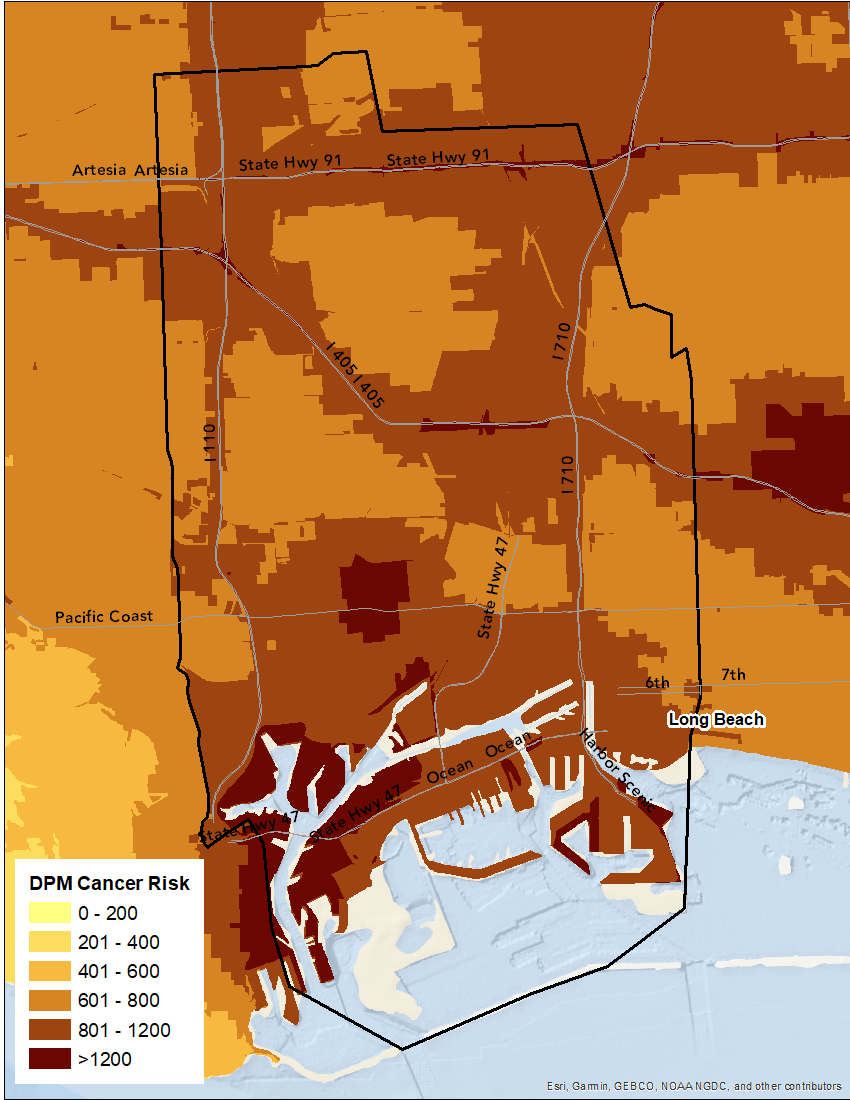 Artesia Artesia
State Hwy 91
State Hwy 91
I 710
I 405
I 405
I 110
I 710
State Hwy 47
Pacific Coast
6th
7th
Long Beach
Ocean
Ocean
Harbor Scenic
State Hwy 47
State Hwy 47
DPM Cancer Risk
0 - 200
201 - 400
401 - 600
601 - 800
801 - 1200
>1200
Esri, Garmin, GEBCO, NOAA NGDC, and other contributors